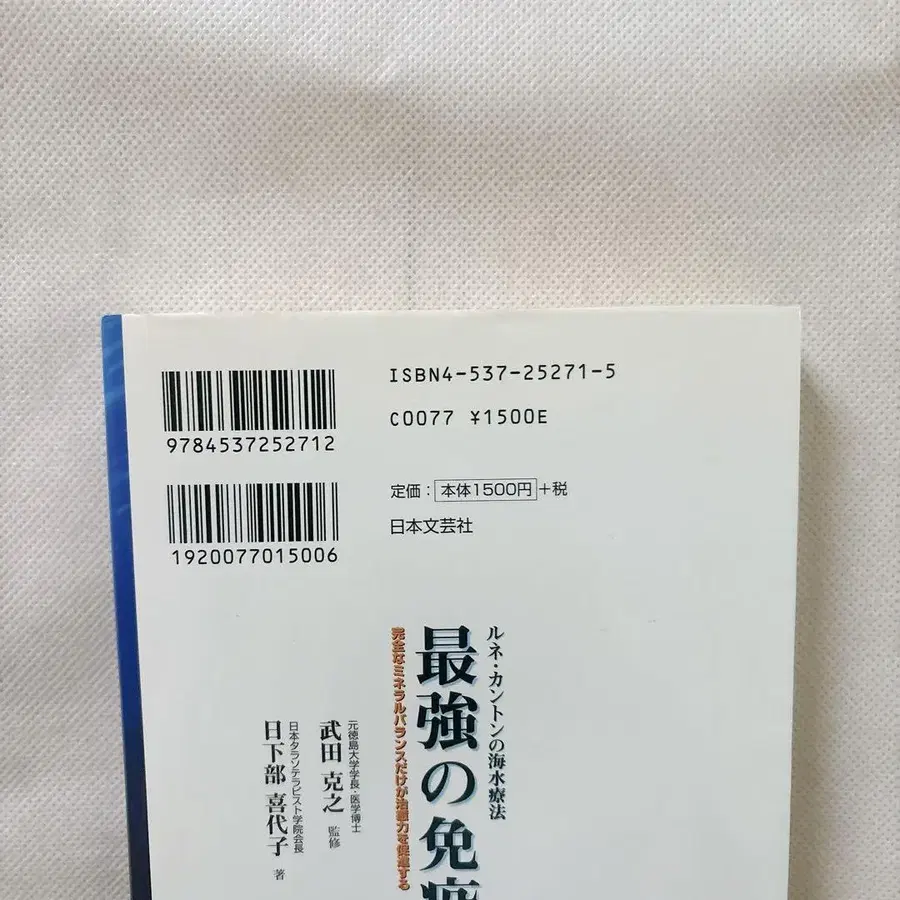 9784537252712
ISBN4-537-25271-5
C0077 ¥1500E
1920077015006
定価：本体1500円+税
日本文芸社
ルネ・カントンの海水療法
最強の免疫
完全なミネラルバランスだけが治癒力を促進する
元徳島大学学長・医学博士
武田 克之 監修
日本タラソテラピスト学院会長
日下部 喜代子 著